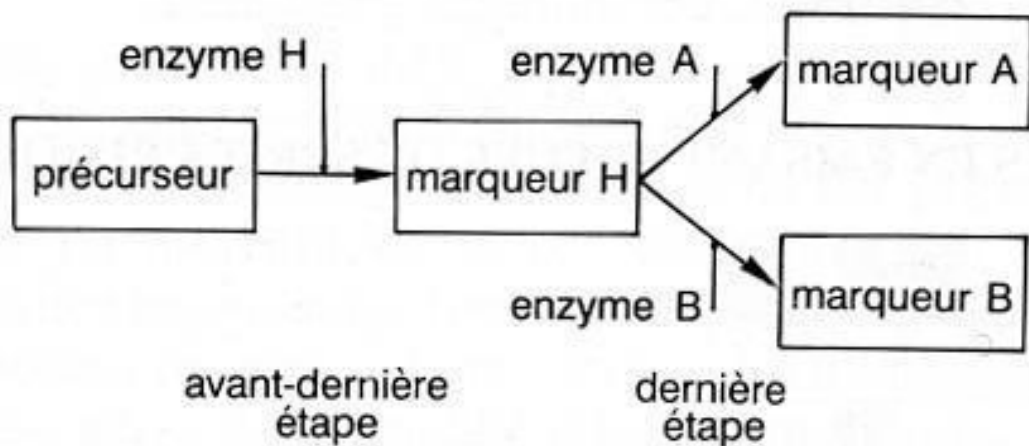 enzyme H
enzyme A
marqueur A
précurseur
marqueur H
enzyme B
marqueur B
avant-dernière
étape
dernière
étape